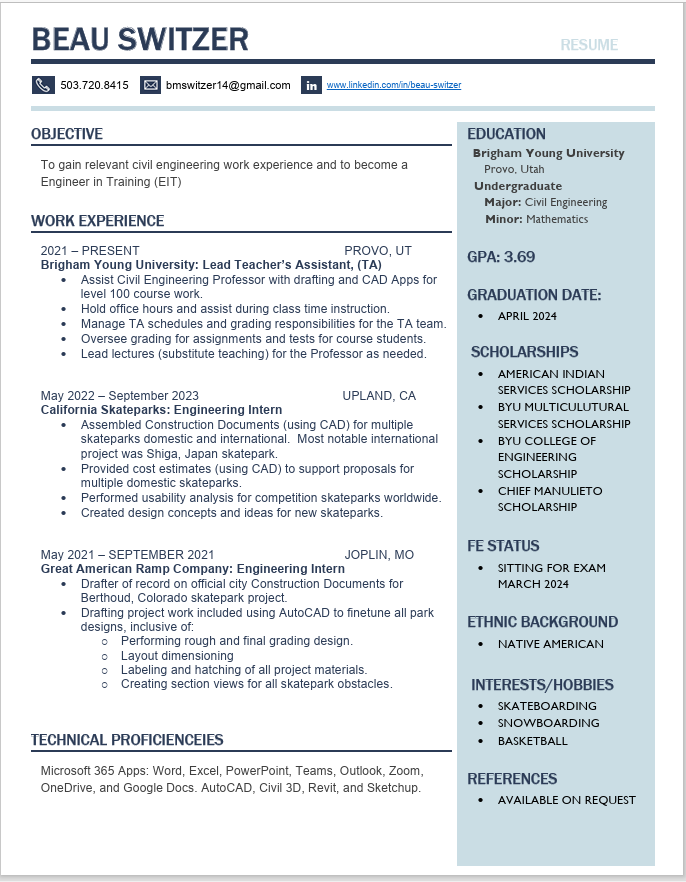 BEAU SWITZER
RESUME
503.720.8415 bmswitzer14@gmail.com www.linkedin.com/in/beau-switzer
OBJECTIVE
To gain relevant civil engineering work experience and to become a
Engineer in Training (EIT)
WORK EXPERIENCE
2021 – PRESENT PROVO, UT
Brigham Young University: Lead Teacher's Assistant, (TA)
• Assist Civil Engineering Professor with drafting and CAD Apps for
level 100 course work.
• Hold office hours and assist during class time instruction.
• Manage TA schedules and grading responsibilities for the TA team.
• Oversee grading for assignments and tests for course students.
• Lead lectures (substitute teaching) for the Professor as needed.
May 2022 – September 2023 UPLAND, CA
California Skateparks: Engineering Intern
• Assembled Construction Documents (using CAD) for multiple
skateparks domestic and international. Most notable international
project was Shiga, Japan skatepark.
• Provided cost estimates (using CAD) to support proposals for
multiple domestic skateparks.
• Performed usability analysis for competition skateparks worldwide.
• Created design concepts and ideas for new skateparks.
May 2021 – SEPTEMBER 2021 JOPLIN, MO
Great American Ramp Company: Engineering Intern
• Drafter of record on official city Construction Documents for
Berthoud, Colorado skatepark project.
• Drafting project work included using AutoCAD to finetune all park
designs, inclusive of:
o Performing rough and final grading design.
o Layout dimensioning
o Labeling and hatching of all project materials.
o Creating section views for all skatepark obstacles.
TECHNICAL PROFICIENCEIES
Microsoft 365 Apps: Word, Excel, PowerPoint, Teams, Outlook, Zoom,
OneDrive, and Google Docs. AutoCAD, Civil 3D, Revit, and Sketchup.
EDUCATION
Brigham Young University
Provo, Utah
Undergraduate
Major: Civil Engineering
Minor: Mathematics
GPA: 3.69
GRADUATION DATE:
• APRIL 2024
SCHOLARSHIPS
• AMERICAN INDIAN
SERVICES SCHOLARSHIP
• BYU MULTICULUTURAL
SERVICES SCHOLARSHIP
• BYU COLLEGE OF
ENGINEERING
SCHOLARSHIP
• CHIEF MANULIETO
SCHOLARSHIP
FE STATUS
• SITTING FOR EXAM
MARCH 2024
ETHNIC BACKGROUND
• NATIVE AMERICAN
INTERESTS/HOBBIES
• SKATEBOARDING
• SNOWBOARDING
• BASKETBALL
REFERENCES
• AVAILABLE ON REQUEST